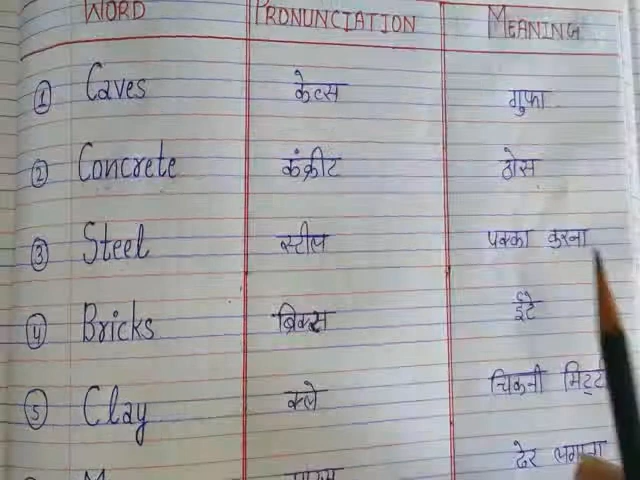 WORD PRONUNCIATION MEANING
① Caves केव्स गुफा
② Concrete कंक्रीट ठोस
③ Steel स्टील पक्का करना
④ Bricks ब्रिक्स ईंटे
⑤ Clay क्ले चिकनी मिट्टी
ढेर लगाना